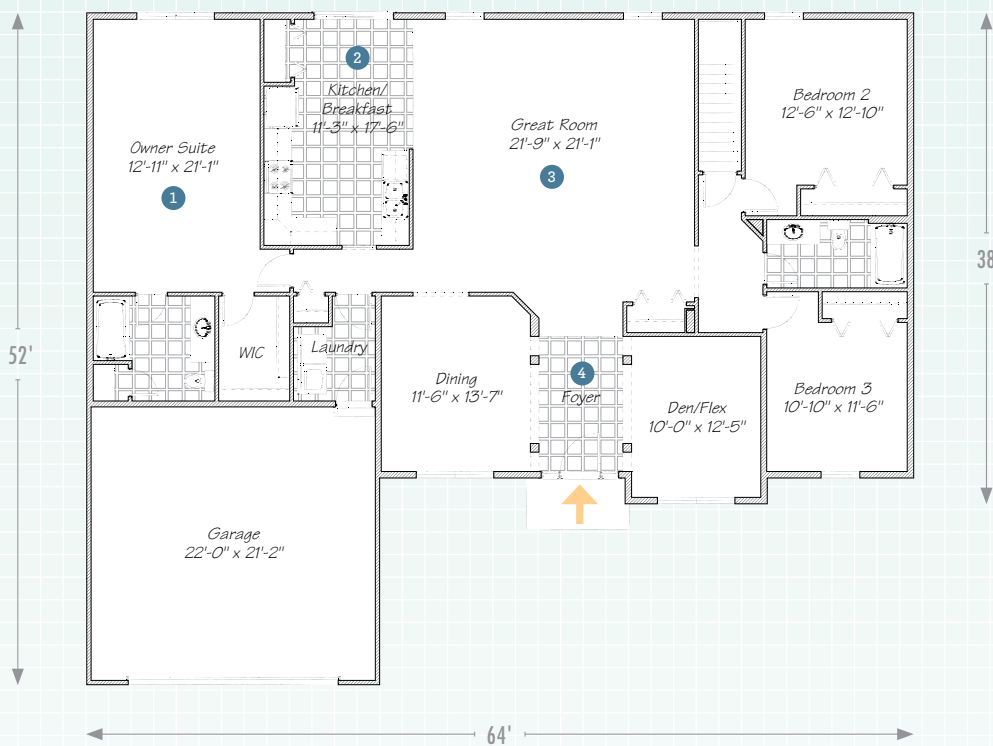 2
Kitchen/
Breakfast
11'-3" x 17'-6"
Bedroom 2
12'-6" x 12'-10"
Great Room
21'-9" x 21'-1"
3
Owner Suite
12'-11" x 21'-1"
1
38
52'
WIC
Laundry
Dining
11'-6" x 13'-7"
4
Foyer
Den/Flex
10'-0" x 12'-5"
Bedroom 3
10'-10" x 11'-6"
Garage
22'-0" x 21'-2"
64'